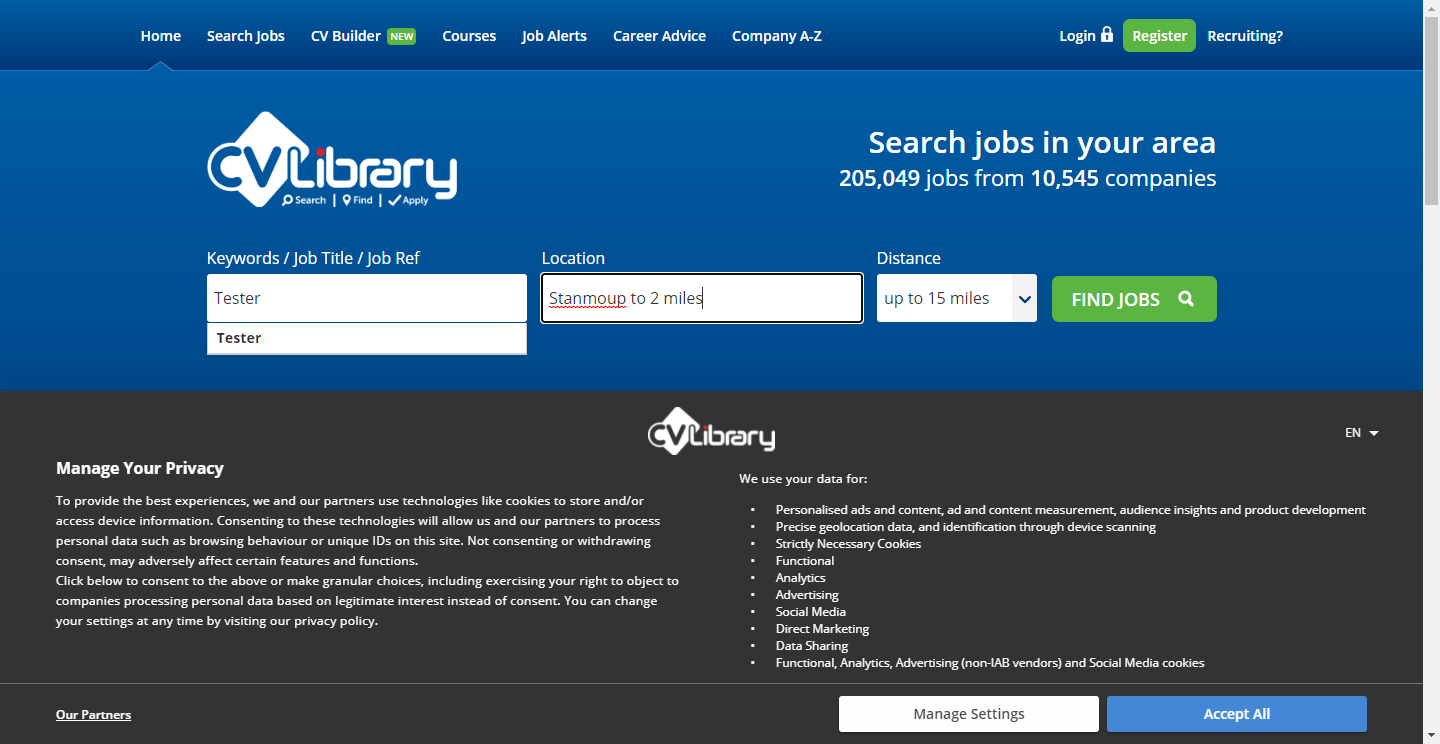 Home Search Jobs CV Builder NEW Courses Job Alerts Career Advice Company A-Z Login Register Recruiting?
CVLibrary
Search | Find | Apply
Search jobs in your area
205,049 jobs from 10,545 companies
Keywords / Job Title / Job Ref Location Distance
Tester Stanmoup to 2 miles up to 15 miles FIND JOBS
Tester
CVLibrary
EN
Manage Your Privacy
To provide the best experiences, we and our partners use technologies like cookies to store and/or
access device information. Consenting to these technologies will allow us and our partners to process
personal data such as browsing behaviour or unique IDs on this site. Not consenting or withdrawing
consent, may adversely affect certain features and functions.
Click below to consent to the above or make granular choices, including exercising your right to object to
companies processing personal data based on legitimate interest instead of consent. You can change
your settings at any time by visiting our privacy policy.
We use your data for:
• Personalised ads and content, ad and content measurement, audience insights and product development
• Precise geolocation data, and identification through device scanning
• Strictly Necessary Cookies
• Functional
• Analytics
• Advertising
• Social Media
• Direct Marketing
• Data Sharing
• Functional, Analytics, Advertising (non-IAB vendors) and Social Media cookies
Our Partners Manage Settings Accept All